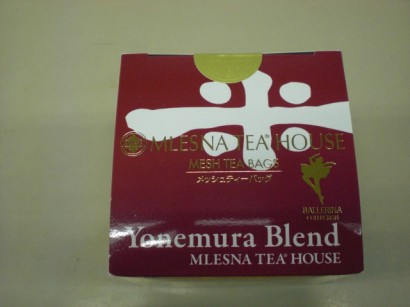 MLESNA TEA® HOUSE
MESH TEA BAGS
メッシュティーバッグ
BALLERINA
Yonemura Blend
MLESNA TEA® HOUSE